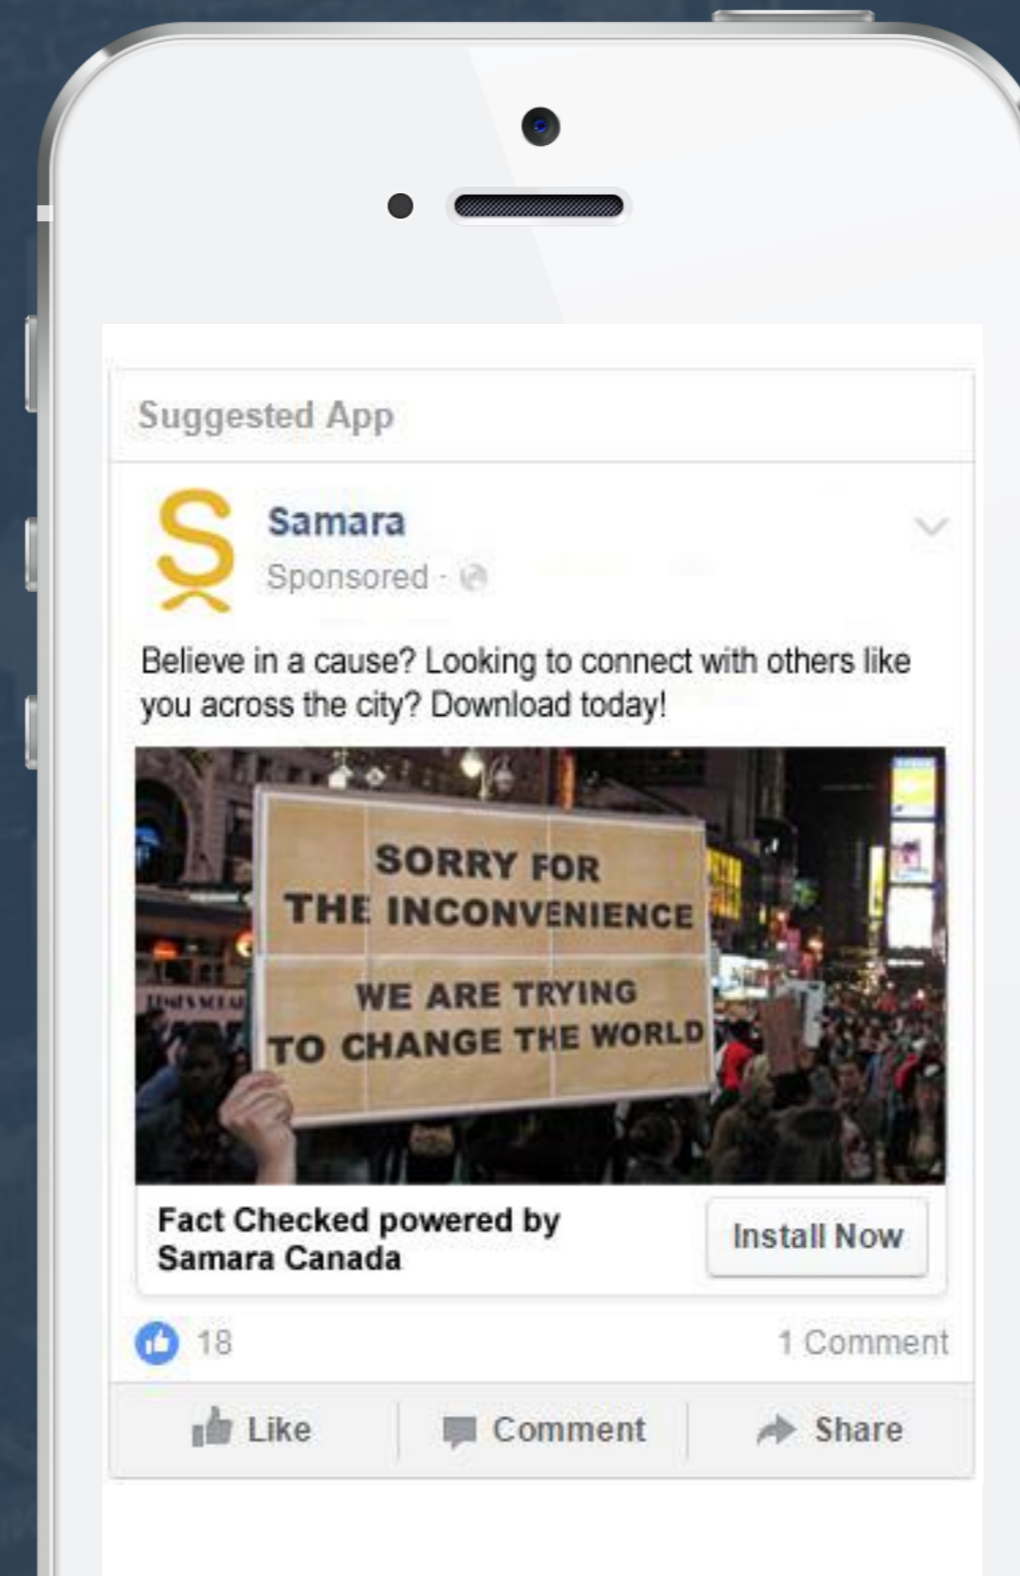 Suggested App
Samara
Sponsored ·
Believe in a cause? Looking to connect with others like
you across the city? Download today!
SORRY FOR
THE INCONVENIENCE
WE ARE TRYING
TO CHANGE THE WORLD
Fact Checked powered by
Samara Canada
Install Now
18
1 Comment
Like
Comment
Share